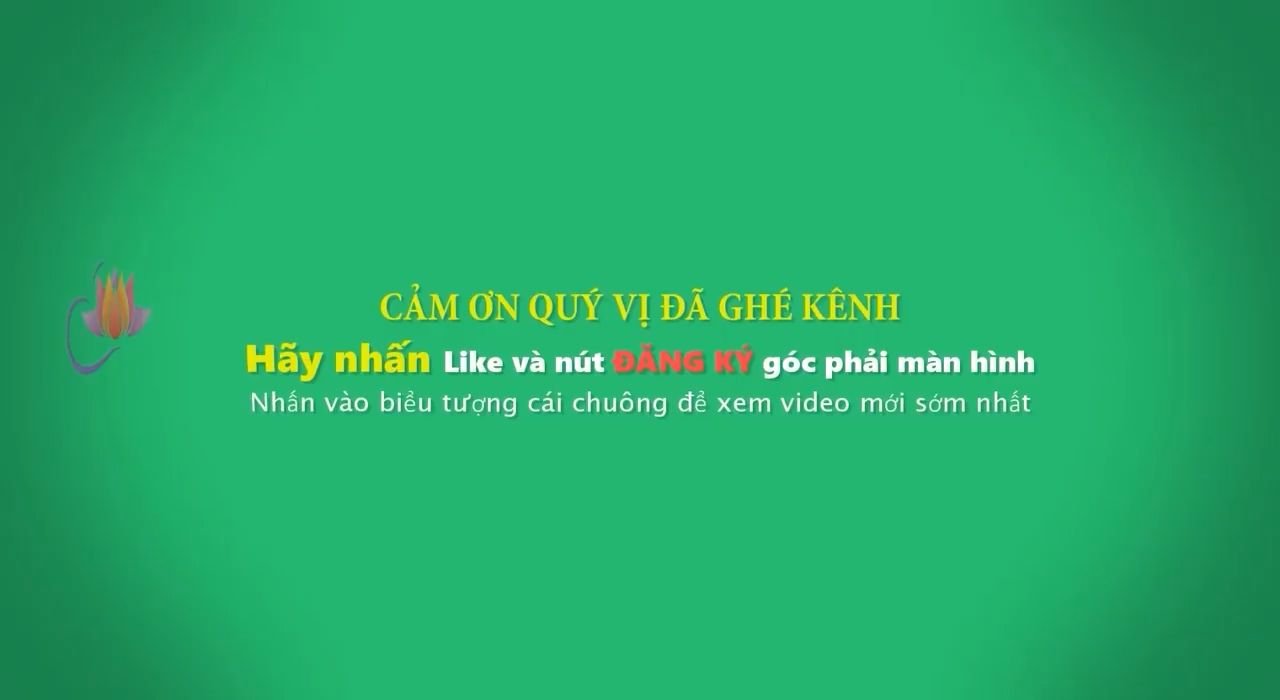 CẢM ƠN QUÝ VỊ ĐÃ GHÉ KÊNH
Hãy nhấn Like và nút ĐĂNG KÝ góc phải màn hình
Nhấn vào biểu tượng cái chuông để xem video mới sớm nhất